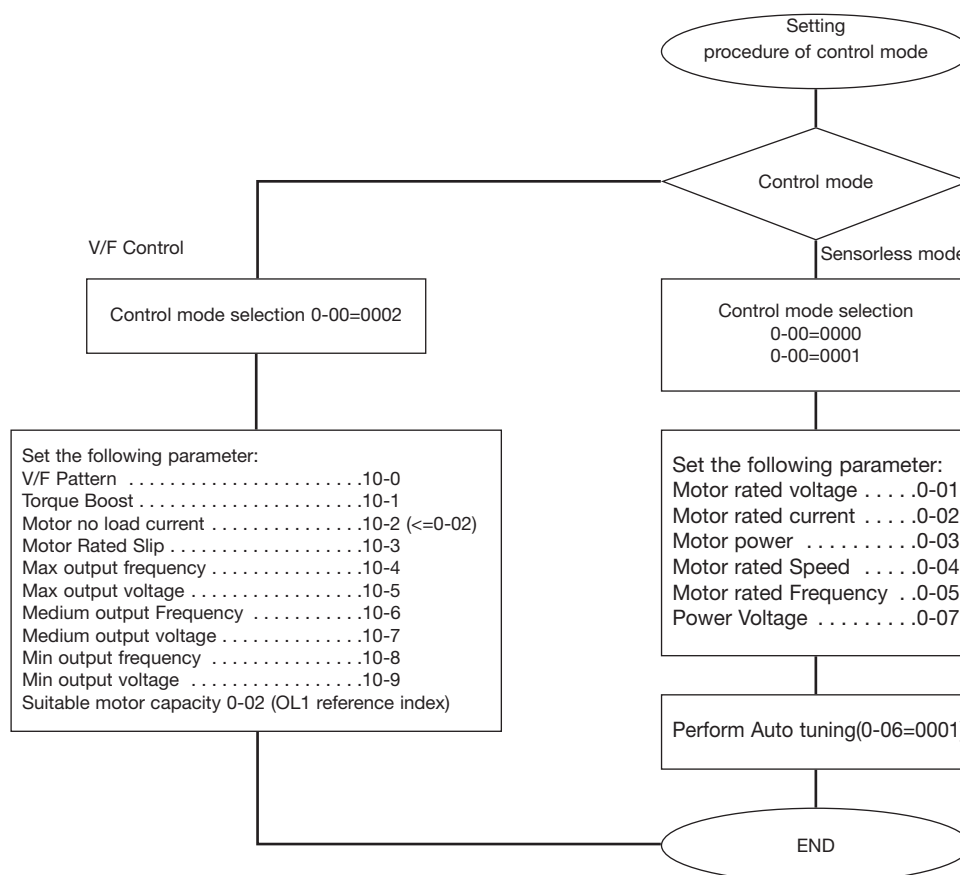 Setting
procedure of control mode
Control mode
V/F Control
Sensorless mode
Control mode selection 0-00=0002
Control mode selection
0-00=0000
0-00=0001
Set the following parameter:
V/F Pattern . . . . . . . . . . . . . . . . . . . . . . .10-0
Torque Boost . . . . . . . . . . . . . . . . . . . . . .10-1
Motor no load current . . . . . . . . . . . . . . .10-2 (<=0-02)
Motor Rated Slip . . . . . . . . . . . . . . . . . . .10-3
Max output frequency . . . . . . . . . . . . . . .10-4
Max output voltage . . . . . . . . . . . . . . . . .10-5
Medium output Frequency . . . . . . . . . . . .10-6
Medium output voltage . . . . . . . . . . . . . .10-7
Min output frequency . . . . . . . . . . . . . . .10-8
Min output voltage . . . . . . . . . . . . . . . . .10-9
Suitable motor capacity 0-02 (OL1 reference index)
Set the following parameter:
Motor rated voltage . . . . .0-01
Motor rated current . . . . .0-02
Motor power . . . . . . . . . .0-03
Motor rated Speed . . . . .0-04
Motor rated Frequency . .0-05
Power Voltage . . . . . . . . .0-07
Perform Auto tuning(0-06=0001
END